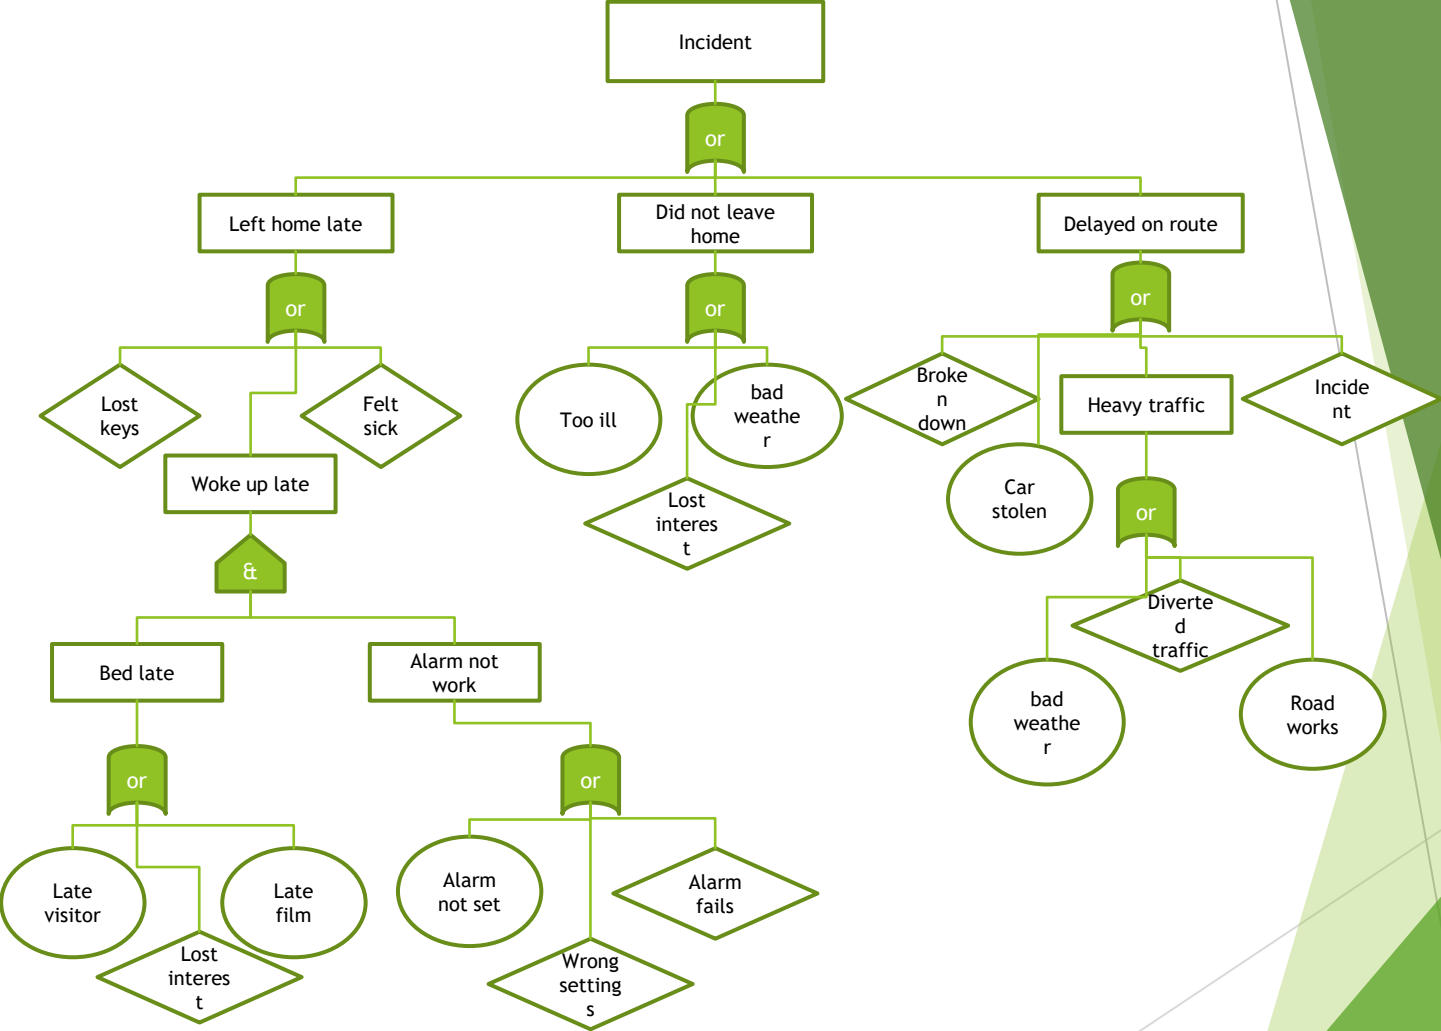 Incident
or
Left home late
Did not leave
home
Delayed on route
or
or
or
Lost
keys
Felt
sick
Too ill
bad
weathe
r
Broke
n
down
Heavy traffic
Incide
nt
Woke up late
Lost
interes
t
Car
stolen
or
&
Bed late
Alarm not
work
Diverte
d
traffic
bad
weathe
r
Road
works
or
or
Late
visitor
Late
film
Alarm
not set
Alarm
fails
Lost
interes
t
Wrong
setting
s